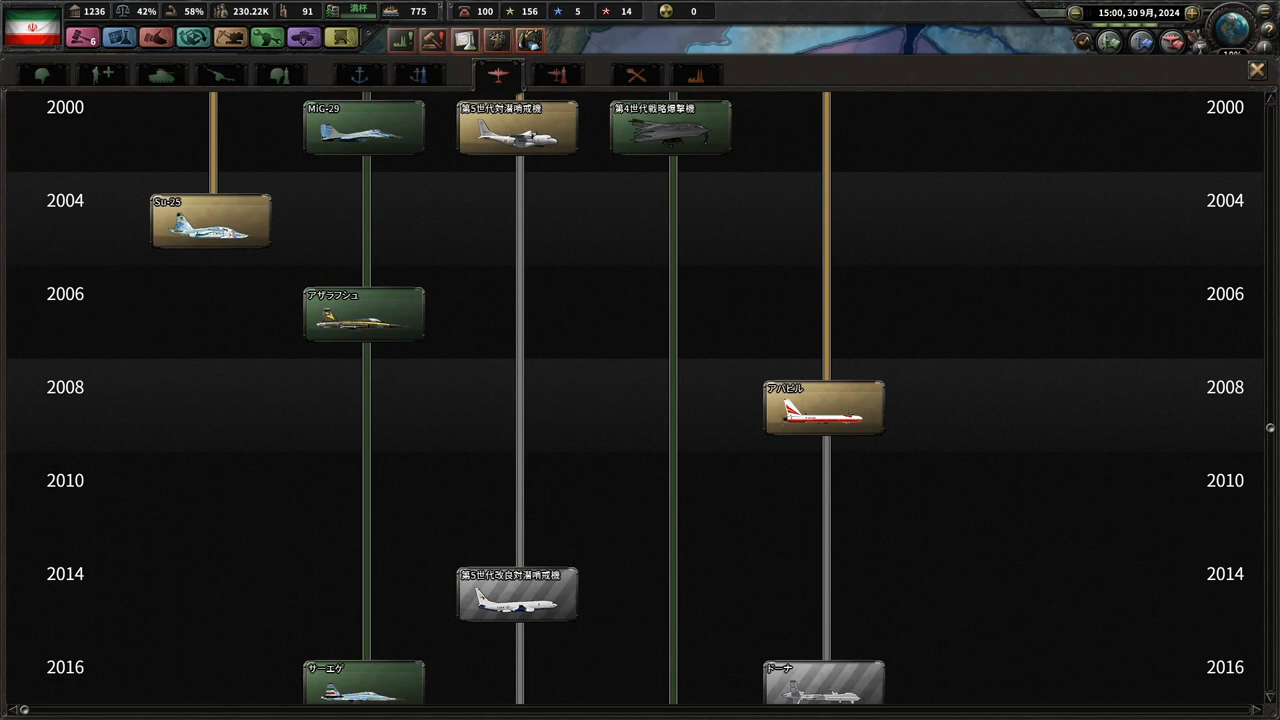 1236 42% 58% 230.22K 91 満杯 775 100 156 5 14 0 15:00, 30 9月, 2024
6
2000 MiG-29 第5世代対潜哨戒機 第4世代戦略爆撃機 2000
2004 Su-25 2004
2006 アザラフシュ 2006
2008 アバビル 2008
2010 2010
2014 第5世代改良対潜哨戒機 2014
2016 サーエゲ ドーナ 2016